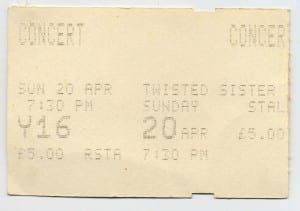 CONCERT CONCERT
SUN 20 APR TWISTED SISTER
7:30 PM SUNDAY STAL
Y16 20 APR £5.00
£5.00 RSTA 7:30 PM